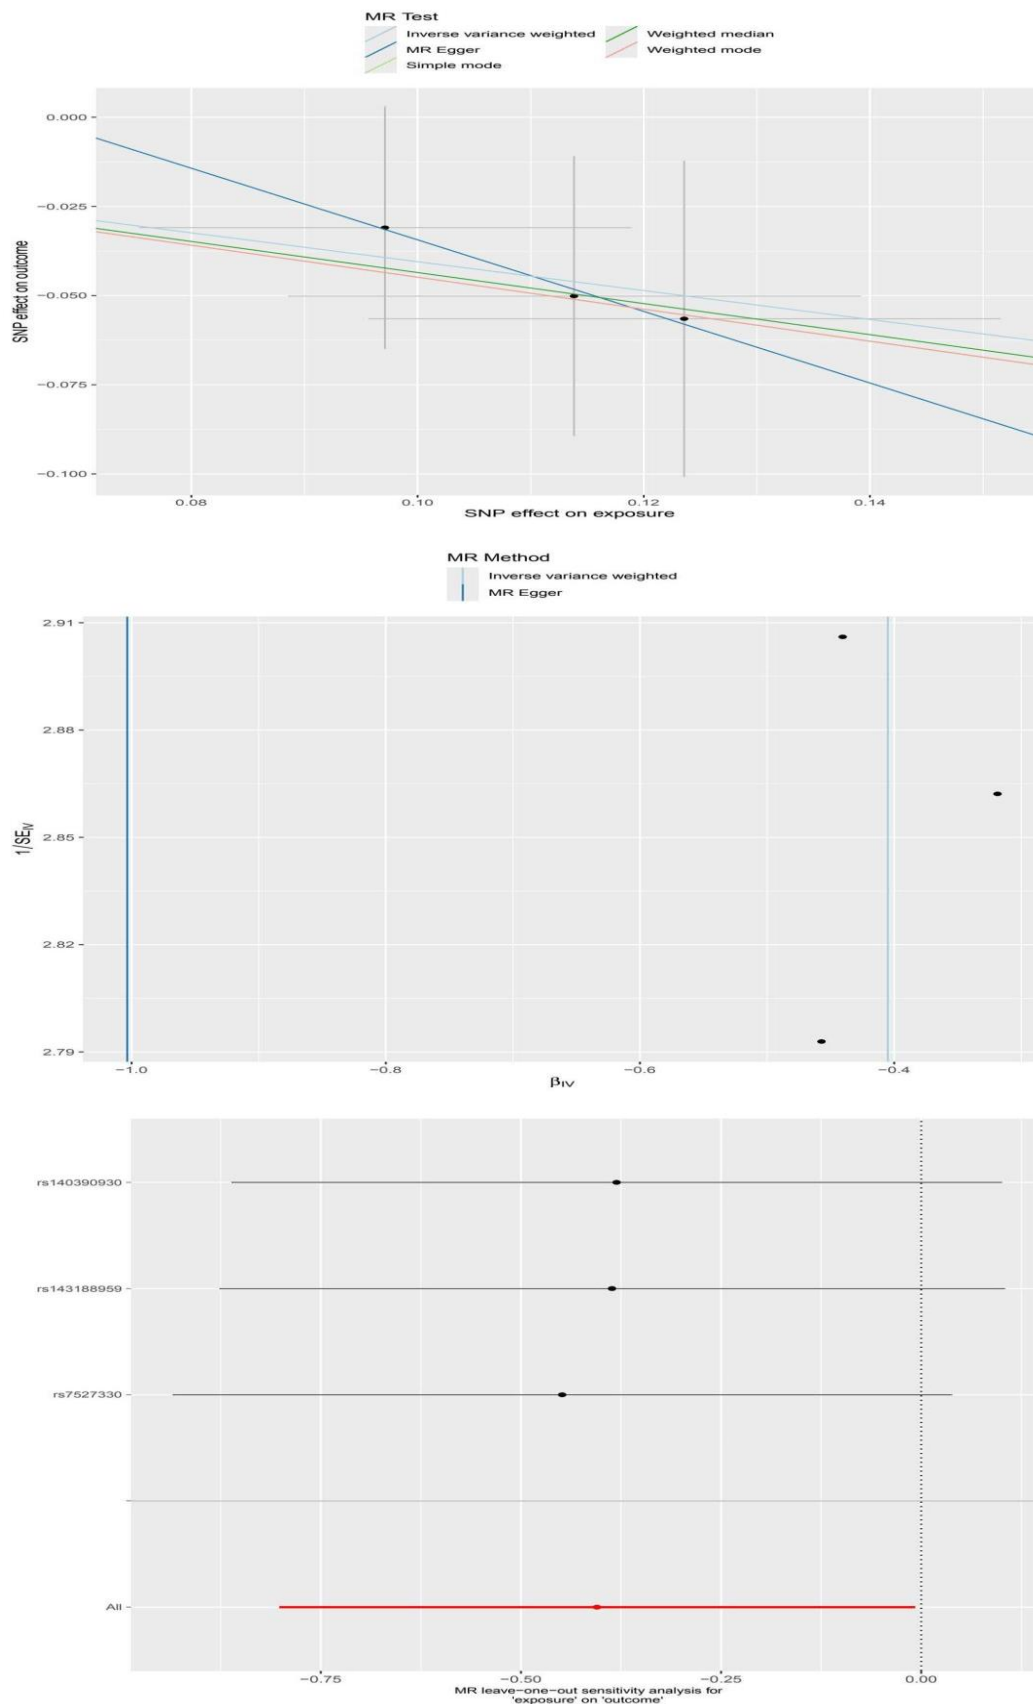 MR Test
Inverse variance weighted
Weighted median
MR Egger
Weighted mode
Simple mode
0.000
−0.025
−0.050
−0.075
−0.100
SNP effect on outcome
0.08
0.10
0.12
0.14
SNP effect on exposure
MR Method
Inverse variance weighted
MR Egger
2.91
2.88
2.85
2.82
2.79
1/SE_IV
−1.0
−0.8
−0.6
−0.4
β_IV
rs140390930
rs143188959
rs7527330
All
−0.75
−0.50
−0.25
0.00
MR leave−one−out sensitivity analysis for
'exposure' on 'outcome'